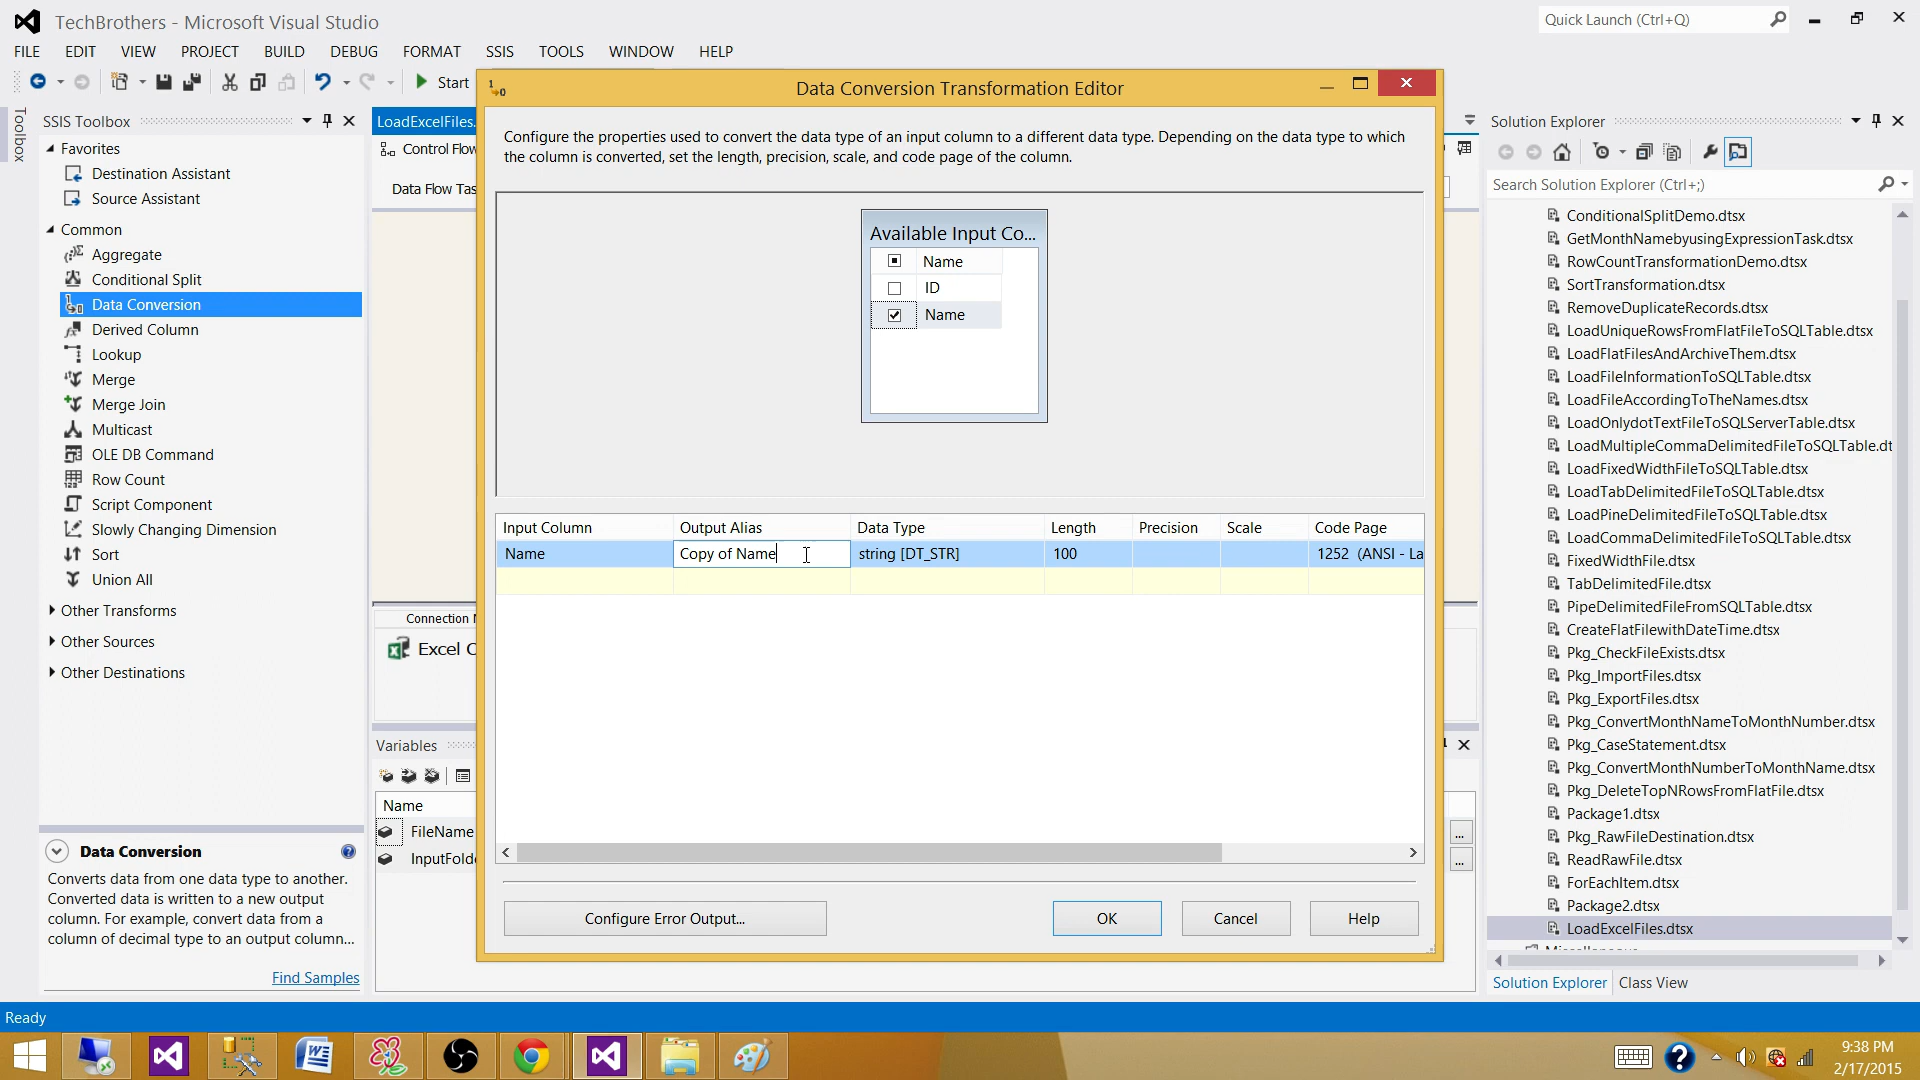 TechBrothers - Microsoft Visual Studio
Quick Launch (Ctrl+Q)
FILE EDIT VIEW PROJECT BUILD DEBUG FORMAT SSIS TOOLS WINDOW HELP
Start
Toolbox
SSIS Toolbox
Favorites
Destination Assistant
Source Assistant
Common
Aggregate
Conditional Split
Data Conversion
Derived Column
Lookup
Merge
Merge Join
Multicast
OLE DB Command
Row Count
Script Component
Slowly Changing Dimension
Sort
Union All
Other Transforms
Other Sources
Other Destinations
Data Conversion
Converts data from one data type to another.
Converted data is written to a new output
column. For example, convert data from a
column of decimal type to an output column...
Find Samples
LoadExcelFiles.
Control Flow
Data Flow Tas
Connection
Excel C
Variables
Name
FileName
InputFold
Data Conversion Transformation Editor
Configure the properties used to convert the data type of an input column to a different data type. Depending on the data type to which
the column is converted, set the length, precision, scale, and code page of the column.
Available Input Co...
Name
ID
Name
Input Column Output Alias Data Type Length Precision Scale Code Page
Name Copy of Name string [DT_STR] 100 1252 (ANSI - La
Configure Error Output...
OK
Cancel
Help
...
...
Solution Explorer
Search Solution Explorer (Ctrl+;)
ConditionalSplitDemo.dtsx
GetMonthNamebyusingExpressionTask.dtsx
RowCountTransformationDemo.dtsx
SortTransformation.dtsx
RemoveDuplicateRecords.dtsx
LoadUniqueRowsFromFlatFileToSQLTable.dtsx
LoadFlatFilesAndArchiveThem.dtsx
LoadFileInformationToSQLTable.dtsx
LoadFileAccordingToTheNames.dtsx
LoadOnlydotTextFileToSQLServerTable.dtsx
LoadMultipleCommaDelimitedFileToSQLTable.dt
LoadFixedWidthFileToSQLTable.dtsx
LoadTabDelimitedFileToSQLTable.dtsx
LoadPineDelimitedFileToSQLTable.dtsx
LoadCommaDelimitedFileToSQLTable.dtsx
FixedWidthFile.dtsx
TabDelimitedFile.dtsx
PipeDelimitedFileFromSQLTable.dtsx
CreateFlatFilewithDateTime.dtsx
Pkg_CheckFileExists.dtsx
Pkg_ImportFiles.dtsx
Pkg_ExportFiles.dtsx
Pkg_ConvertMonthNameToMonthNumber.dtsx
Pkg_CaseStatement.dtsx
Pkg_ConvertMonthNumberToMonthName.dtsx
Pkg_DeleteTopNRowsFromFlatFile.dtsx
Package1.dtsx
Pkg_RawFileDestination.dtsx
ReadRawFile.dtsx
ForEachItem.dtsx
Package2.dtsx
LoadExcelFiles.dtsx
Solution Explorer Class View
Ready
9:38 PM
2/17/2015